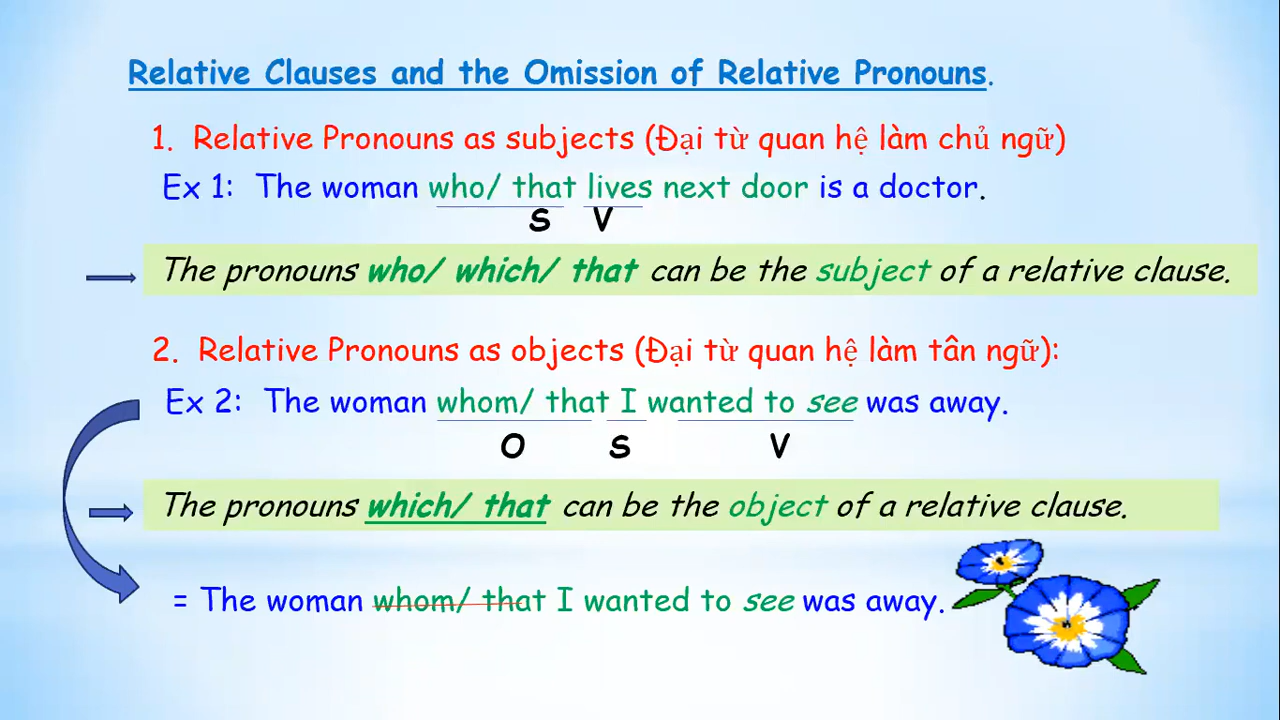 Relative Clauses and the Omission of Relative Pronouns.
1. Relative Pronouns as subjects (Đại từ quan hệ làm chủ ngữ)
Ex 1: The woman who/ that lives next door is a doctor.
S V
The pronouns who/ which/ that can be the subject of a relative clause.
2. Relative Pronouns as objects (Đại từ quan hệ làm tân ngữ):
Ex 2: The woman whom/ that I wanted to see was away.
O S V
The pronouns which/ that can be the object of a relative clause.
= The woman whom/ that I wanted to see was away.